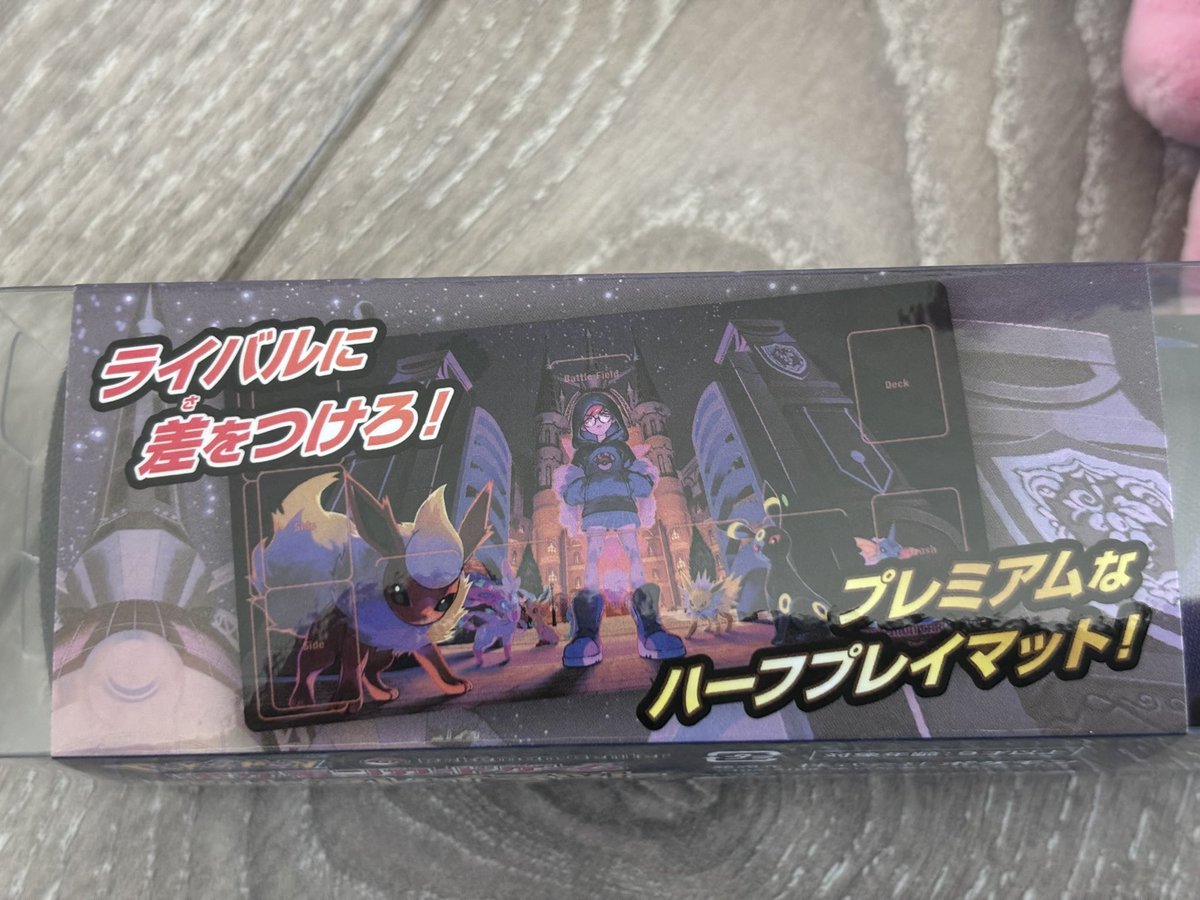 ライバルに
差をつけろ!
さ
Battle Field
Deck
Side
Side
プレミアムな
ハーフプレイマット!